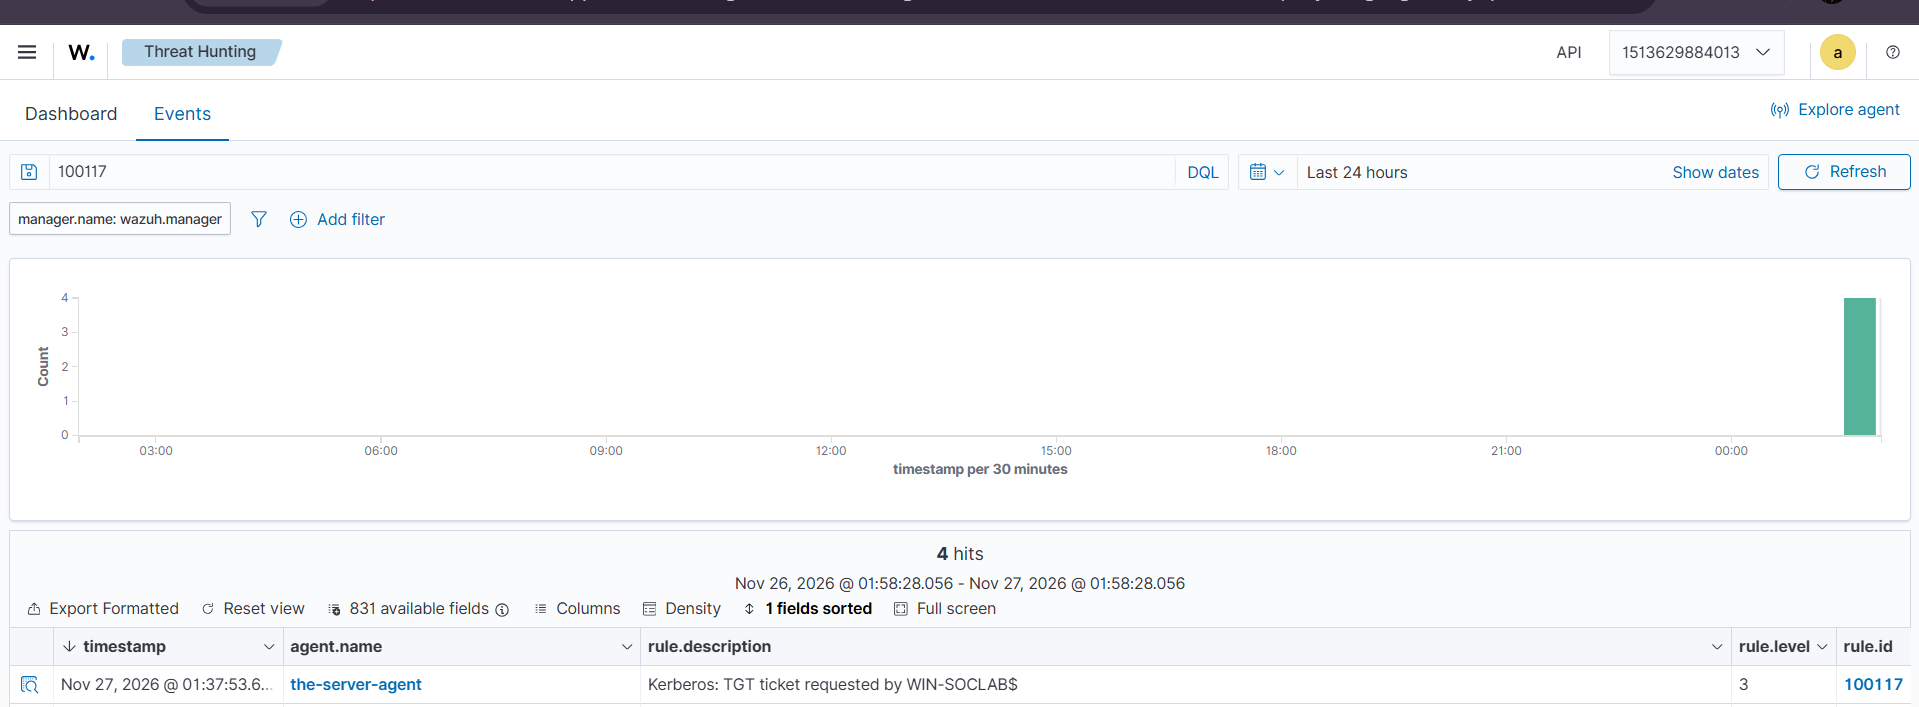 W. Threat Hunting API 1513629884013 a
Dashboard Events Explore agent
100117 DQL Last 24 hours Show dates Refresh
manager.name: wazuh.manager Add filter
4
3
2
1
0
Count
03:00 06:00 09:00 12:00 15:00 18:00 21:00 00:00
timestamp per 30 minutes
4 hits
Nov 26, 2026 @ 01:58:28.056 - Nov 27, 2026 @ 01:58:28.056
Export Formatted Reset view 831 available fields Columns Density 1 fields sorted Full screen
timestamp agent.name rule.description rule.level rule.id
Nov 27, 2026 @ 01:37:53.6... the-server-agent Kerberos: TGT ticket requested by WIN-SOCLAB$ 3 100117